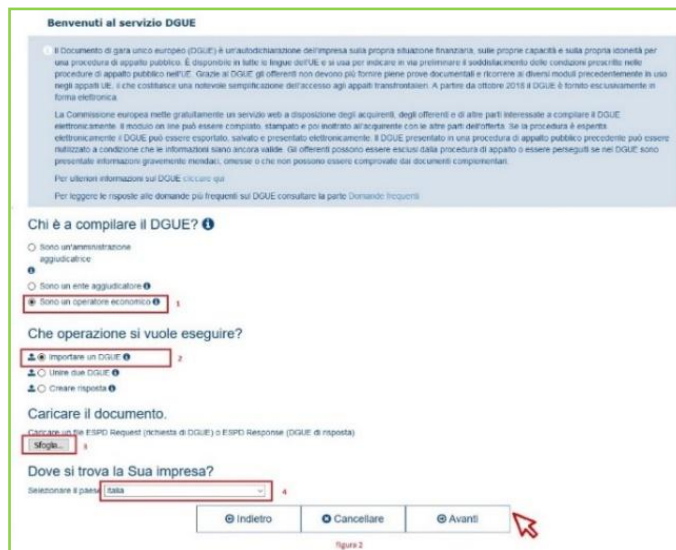 Benvenuti al servizio DGUE
Il Documento di gara unico europeo (DGUE) è un'autodichiarazione dell'impresa sulla propria situazione finanziaria, sulle proprie capacità e sulla propria idoneità per
una procedura di appalto pubblico. È disponibile in tutte le lingue dell'UE e si usa per indicare in via preliminare il soddisfacimento delle condizioni prescritte nelle
procedure di appalto pubblico nell'UE. Grazie al DGUE gli offerenti non devono più fornire piene prove documentali e ricorrere ai diversi moduli precedentemente in uso
negli appalti UE, il che costituisce una notevole semplificazione dell'accesso agli appalti transfrontalieri. A partire da ottobre 2018 il DGUE è fornito esclusivamente in
forma elettronica.
La Commissione europea mette gratuitamente un servizio web a disposizione degli acquirenti, degli offerenti e di altre parti interessate a compilare il DGUE
elettronicamente. Il modulo on line può essere compilato, stampato e poi inoltrato all'acquirente con le altre parti dell'offerta. Se la procedura è esperita
elettronicamente il DGUE può essere esportato, salvato e presentato elettronicamente. Il DGUE presentato in una procedura di appalto pubblico precedente può essere
riutilizzato a condizione che le informazioni siano ancora valide. Gli offerenti possono essere esclusi dalla procedura di appalto o essere perseguiti se nel DGUE sono
presentate informazioni gravemente mendaci, omesse o che non possono essere comprovate dai documenti complementari.
Per ulteriori informazioni sul DGUE cliccare qui
Per leggere le risposte alle domande più frequenti sul DGUE consultare la parte Domande frequenti
Chi è a compilare il DGUE?
Sono un'amministrazione
aggiudicatrice
Sono un ente aggiudicatore
Sono un operatore economico 1
Che operazione si vuole eseguire?
Importare un DGUE 2
Unire due DGUE
Creare risposta
Caricare il documento.
Caricare un file ESPD Request (richiesta di DGUE) o ESPD Response (DGUE di risposta)
Sfoglia... 3
Dove si trova la Sua impresa?
Selezionare il paese Italia 4
Indietro Cancellare Avanti
figura 2